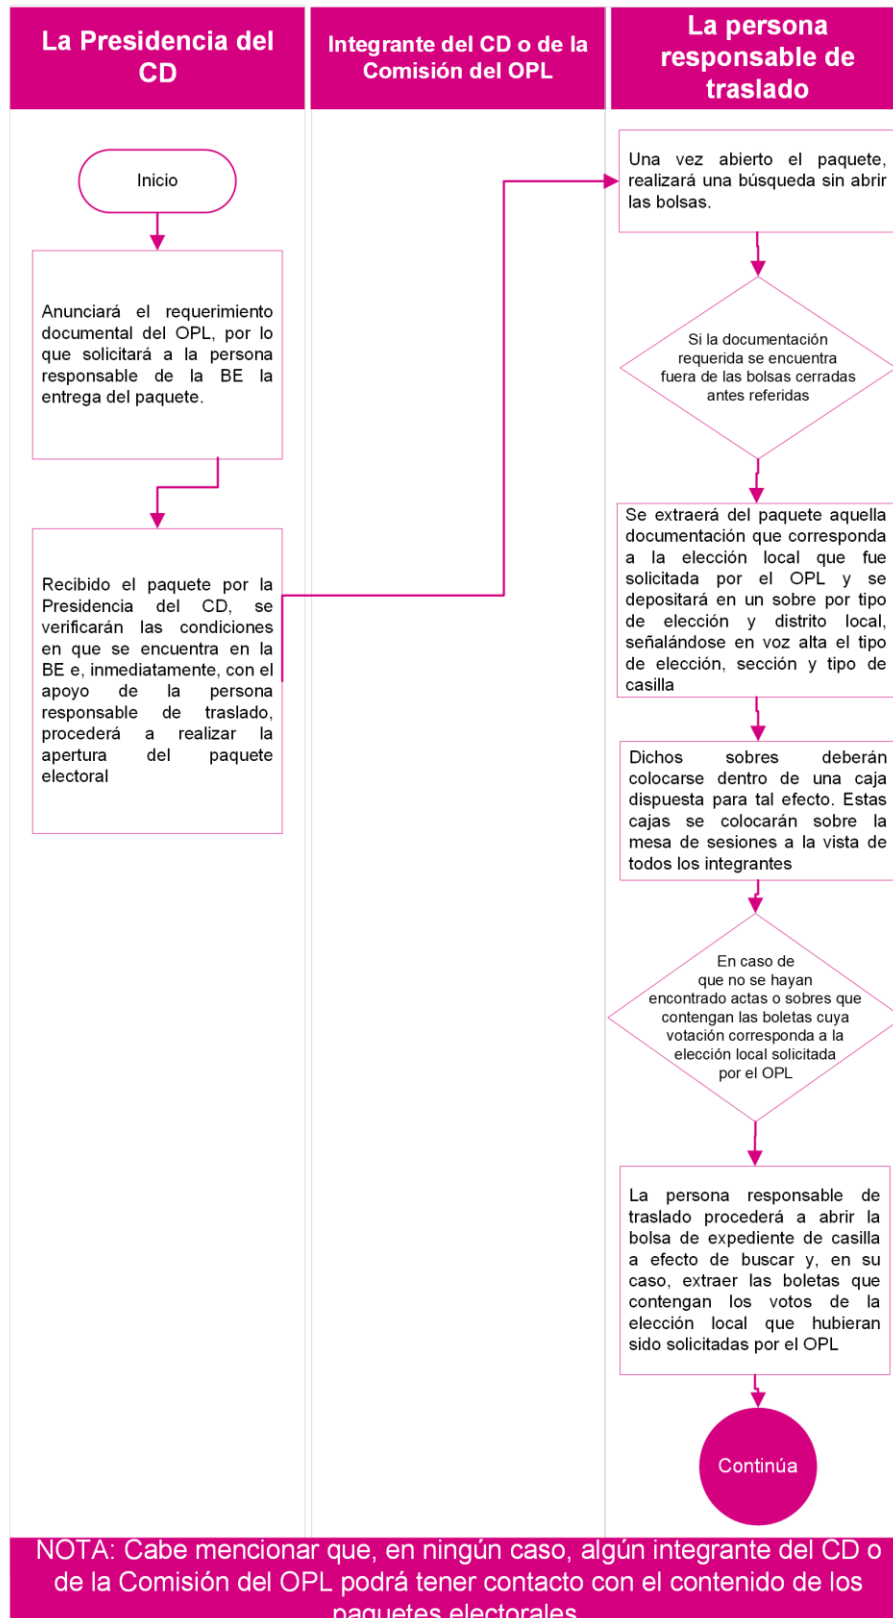 La Presidencia del
CD
Integrante del CD o de la
Comisión del OPL
La persona
responsable de
traslado
Inicio
Anunciará el requerimiento
documental del OPL, por lo
que solicitará a la persona
responsable de la BE la
entrega del paquete.
Recibido el paquete por la
Presidencia del CD, se
verificarán las condiciones
en que se encuentra en la
BE e, inmediatamente, con el
apoyo de la persona
responsable de traslado,
procederá a realizar la
apertura del paquete
electoral
Una vez abierto el paquete,
realizará una búsqueda sin abrir
las bolsas.
Si la documentación
requerida se encuentra
fuera de las bolsas cerradas
antes referidas
Se extraerá del paquete aquella
documentación que corresponda
a la elección local que fue
solicitada por el OPL y se
depositará en un sobre por tipo
de elección y distrito local,
señalándose en voz alta el tipo
de elección, sección y tipo de
casilla
Dichos sobres deberán
colocarse dentro de una caja
dispuesta para tal efecto. Estas
cajas se colocarán sobre la
mesa de sesiones a la vista de
todos los integrantes
En caso de
que no se hayan
encontrado actas o sobres que
contengan las boletas cuya
votación corresponda a la
elección local solicitada
por el OPL
La persona responsable de
traslado procederá a abrir la
bolsa de expediente de casilla
a efecto de buscar y, en su
caso, extraer las boletas que
contengan los votos de la
elección local que hubieran
sido solicitadas por el OPL
Continúa
NOTA: Cabe mencionar que, en ningún caso, algún integrante del CD o
de la Comisión del OPL podrá tener contacto con el contenido de los
paquetes electorales